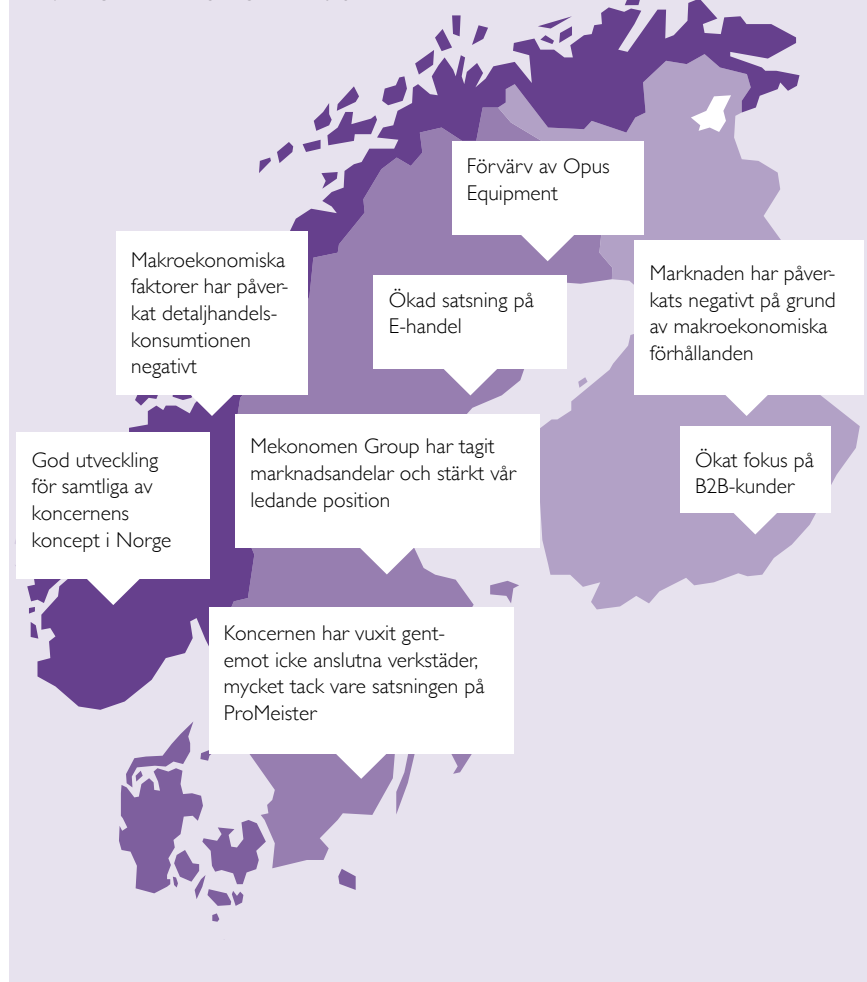 Förvärv av Opus
Equipment
Makroekonomiska
faktorer har påver-
kat detaljhandels-
konsumtionen
negativt
Ökad satsning på
E-handel
Marknaden har påver-
kats negativt på grund
av makroekonomiska
förhållanden
God utveckling
för samtliga av
koncernens
koncept i Norge
Mekonomen Group har tagit
marknadsandelar och stärkt vår
ledande position
Ökat fokus på
B2B-kunder
Koncernen har vuxit gent-
emot icke anslutna verkstäder,
mycket tack vare satsningen på
ProMeister